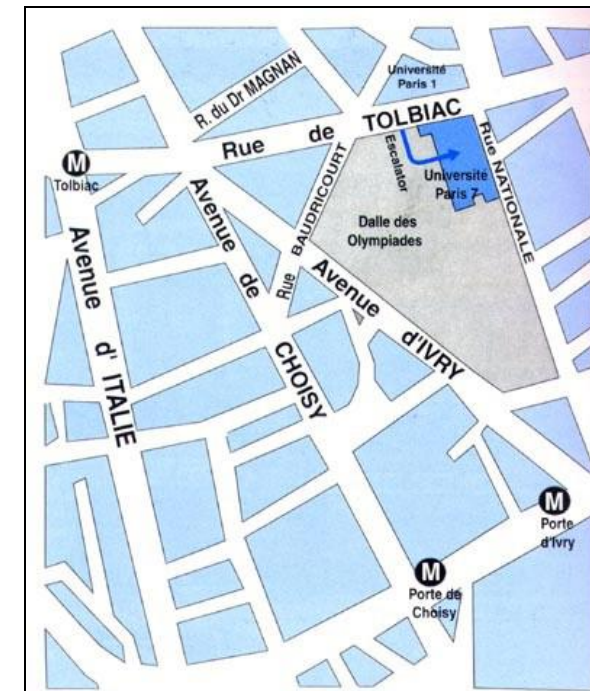 Université
Paris 1
R. du Dr MAGNAN
Rue de TOLBIAC
M
Tolbiac
Escalator
Université
Paris 7
Rue NATIONALE
Rue BAUDRICOURT
Dalle des
Olympiades
Avenue d' ITALIE
Avenue de CHOISY
Avenue d'IVRY
M
Porte
d'Ivry
M
Porte de
Choisy